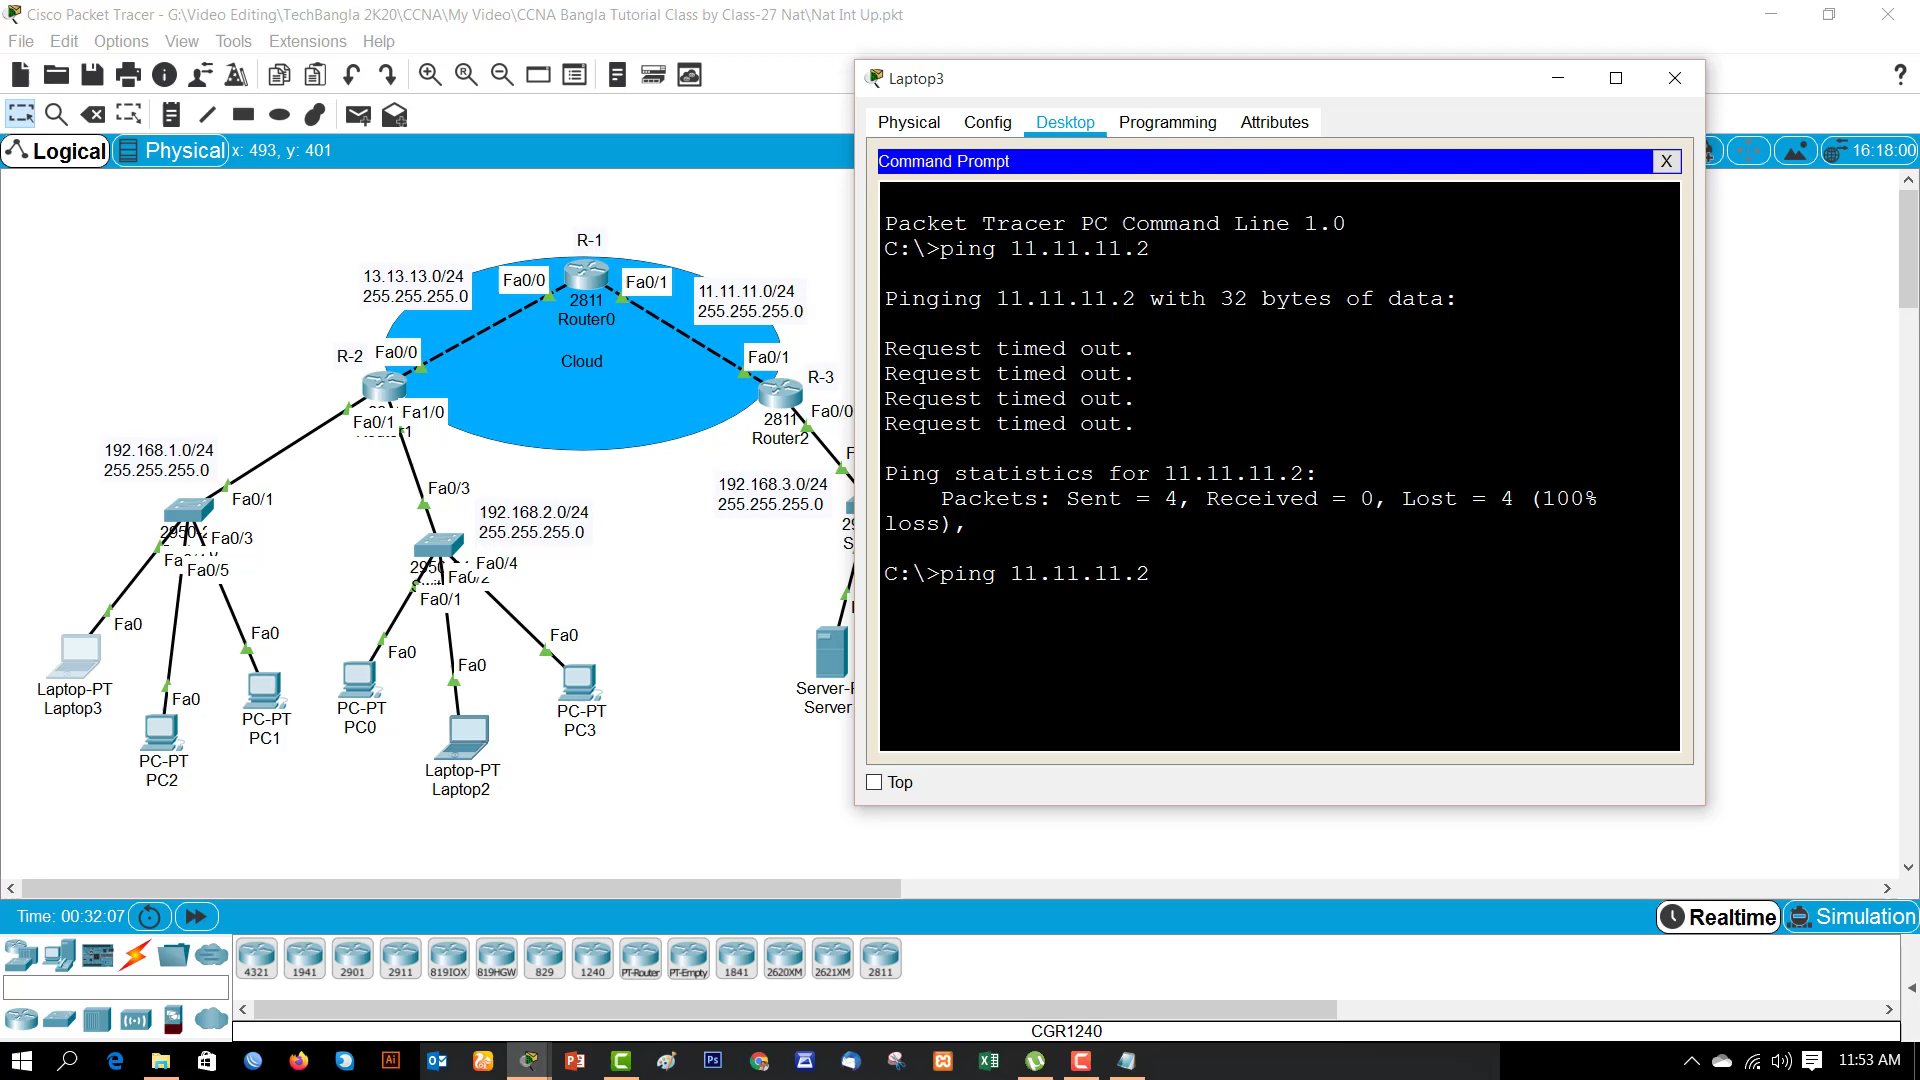 Cisco Packet Tracer - G:\Video Editing\TechBangla 2K20\CCNA\My Video\CCNA Bangla Tutorial Class by Class-27 Nat\Nat Int Up.pkt
File Edit Options View Tools Extensions Help
Logical Physical x: 493, y: 401
16:18:00
R-1
13.13.13.0/24
255.255.255.0
Fa0/0
Fa0/1
2811
Router0
11.11.11.0/24
255.255.255.0
Cloud
R-2
Fa0/0
Fa0/1
R-3
Fa1/0
Fa0/1
Fa0/0
2811
Router2
192.168.1.0/24
255.255.255.0
Fa0/1
Fa0/3
192.168.3.0/24
255.255.255.0
192.168.2.0/24
255.255.255.0
Fa0/3
Fa0/5
2950
Fa0/4
Fa0/2
Fa0/1
Fa0
Fa0
Fa0
Fa0
Fa0
Fa0
Laptop-PT
Laptop3
PC-PT
PC2
PC-PT
PC1
PC-PT
PC0
Laptop-PT
Laptop2
PC-PT
PC3
Server
Laptop3
Physical Config Desktop Programming Attributes
Command Prompt X
Packet Tracer PC Command Line 1.0
C:\>ping 11.11.11.2
Pinging 11.11.11.2 with 32 bytes of data:
Request timed out.
Request timed out.
Request timed out.
Request timed out.
Ping statistics for 11.11.11.2:
Packets: Sent = 4, Received = 0, Lost = 4 (100%
loss),
C:\>ping 11.11.11.2
Top
Time: 00:32:07
Realtime Simulation
4321 1941 2901 2911 819IOX 819HGW 829 1240 PT-Router PT-Empty 1841 2620XM 2621XM 2811
CGR1240
11:53 AM